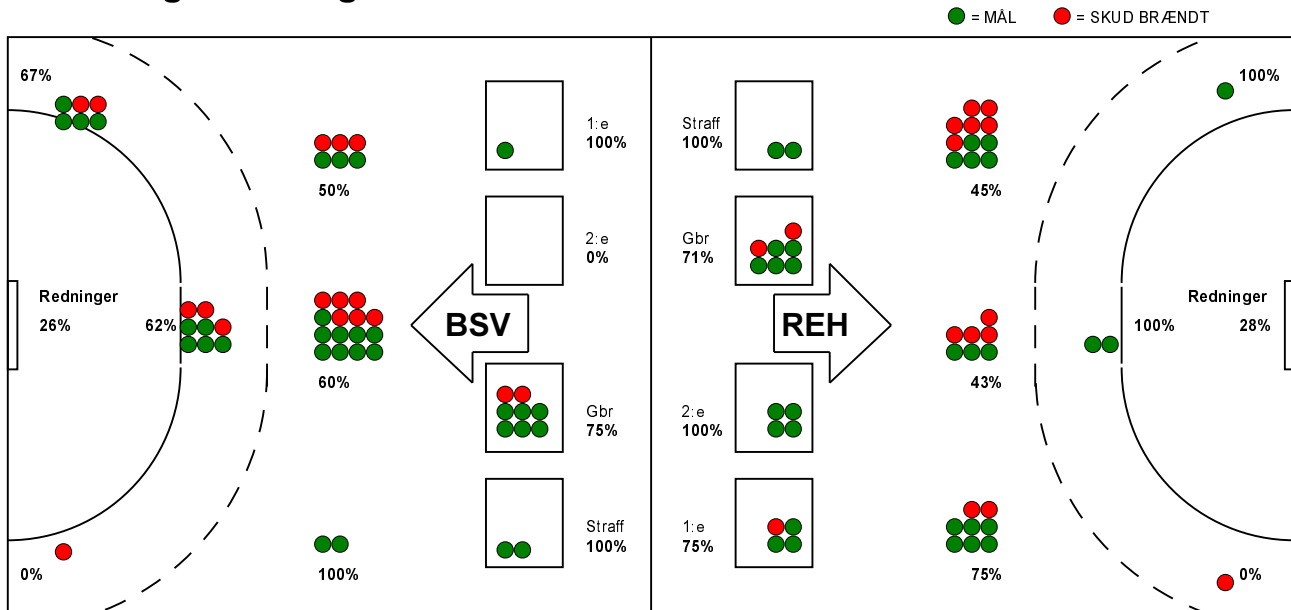 = MÅL = SKUD BRÆNDT
67%
50%
1:e
100%
2:e
0%
Redninger
26%
62%
BSV
60%
Gbr
75%
Straff
100%
0%
100%
Straff
100%
45%
100%
Gbr
71%
REH
Redninger
28%
100%
43%
2:e
100%
1:e
75%
75%
0%